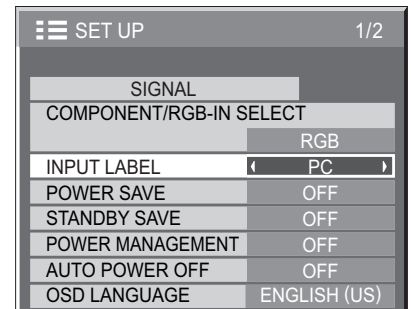 SET UP 1/2
SIGNAL
COMPONENT/RGB-IN SELECT
RGB
INPUT LABEL PC
POWER SAVE OFF
STANDBY SAVE OFF
POWER MANAGEMENT OFF
AUTO POWER OFF OFF
OSD LANGUAGE ENGLISH (US)